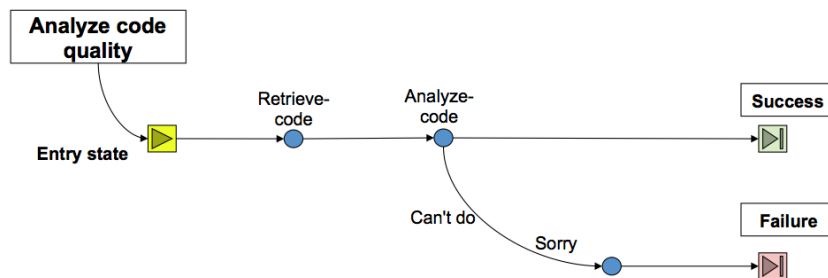 Analyze code
quality
Retrieve-
code
Analyze-
code
Success
Entry state
Can't do
Sorry
Failure